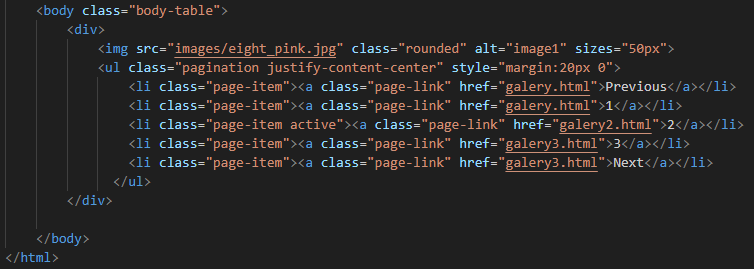 <body class="body-table">
<div>
<img src="images/eight_pink.jpg" class="rounded" alt="image1" sizes="50px">
<ul class="pagination justify-content-center" style="margin:20px 0">
<li class="page-item"><a class="page-link" href="galery.html">Previous</a></li>
<li class="page-item"><a class="page-link" href="galery.html">1</a></li>
<li class="page-item active"><a class="page-link" href="galery2.html">2</a></li>
<li class="page-item"><a class="page-link" href="galery3.html">3</a></li>
<li class="page-item"><a class="page-link" href="galery3.html">Next</a></li>
</ul>
</div>
</body>
</html>